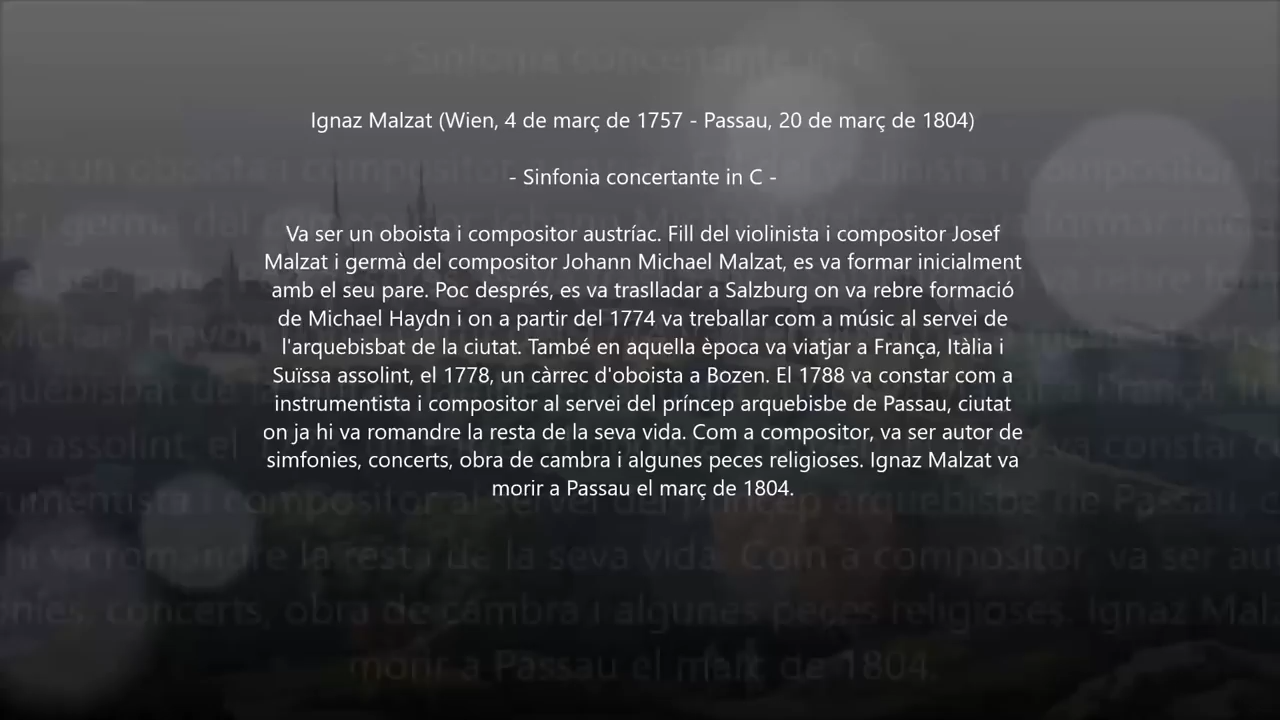 Ignaz Malzat (Wien, 4 de març de 1757 - Passau, 20 de març de 1804)
- Sinfonia concertante in C -
Va ser un oboista i compositor austríac. Fill del violinista i compositor Josef
Malzat i germà del compositor Johann Michael Malzat, es va formar inicialment
amb el seu pare. Poc després, es va traslladar a Salzburg on va rebre formació
de Michael Haydn i on a partir del 1774 va treballar com a músic al servei de
l'arquebisbat de la ciutat. També en aquella època va viatjar a França, Itàlia i
Suïssa assolint, el 1778, un càrrec d'oboista a Bozen. El 1788 va constar com a
instrumentista i compositor al servei del príncep arquebisbe de Passau, ciutat
on ja hi va romandre la resta de la seva vida. Com a compositor, va ser autor de
simfonies, concerts, obra de cambra i algunes peces religioses. Ignaz Malzat va
morir a Passau el març de 1804.